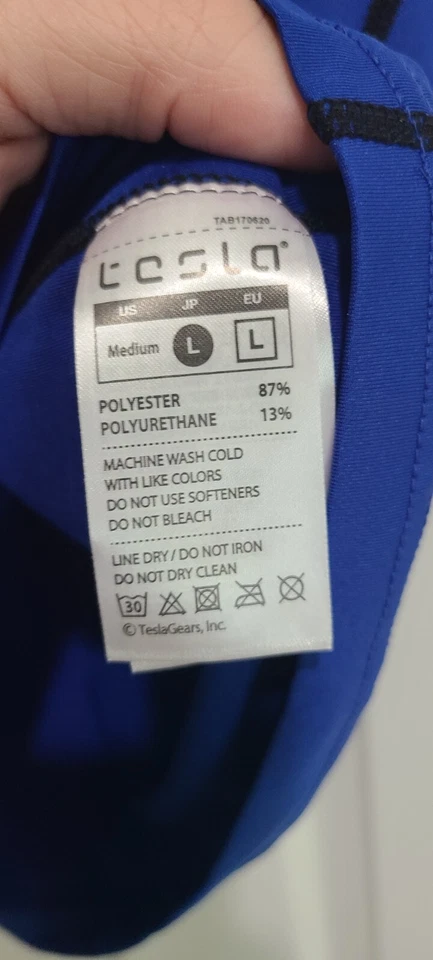 TAB170620
tesla®
US JP EU
Medium L L
POLYESTER 87%
POLYURETHANE 13%
MACHINE WASH COLD
WITH LIKE COLORS
DO NOT USE SOFTENERS
DO NOT BLEACH
LINE DRY / DO NOT IRON
DO NOT DRY CLEAN
30
© TeslaGears, Inc.